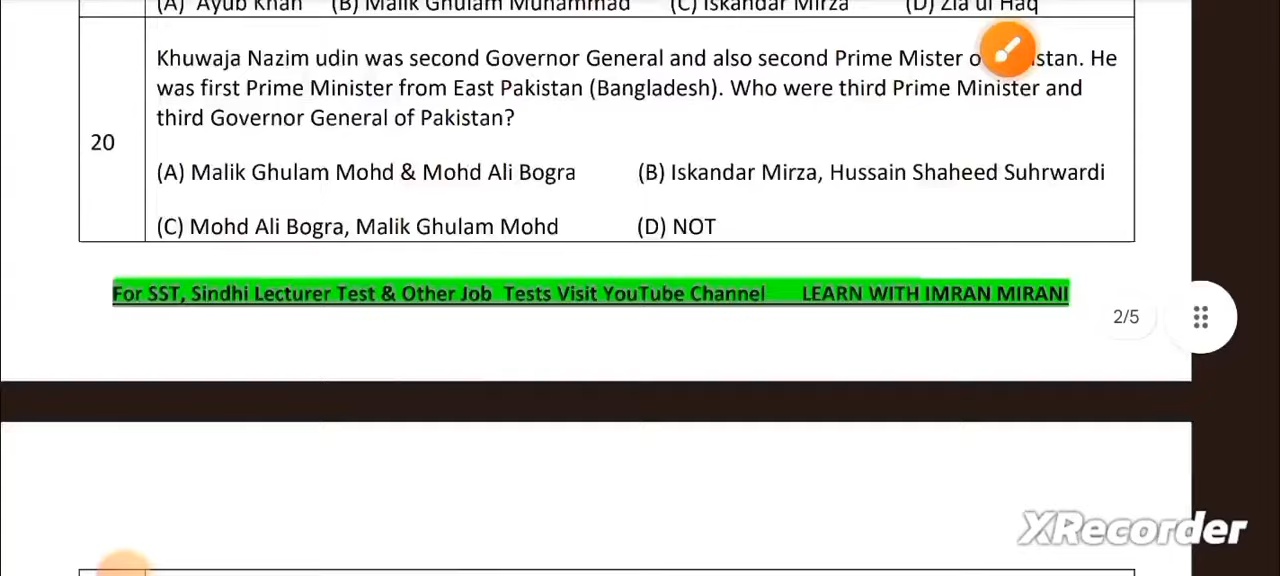 (A) Ayub Khan (B) Malik Ghulam Muhammad (C) Iskandar Mirza (D) Zia ul Haq
Khuwaja Nazim udin was second Governor General and also second Prime Mister o stan. He
was first Prime Minister from East Pakistan (Bangladesh). Who were third Prime Minister and
third Governor General of Pakistan?
20
(A) Malik Ghulam Mohd & Mohd Ali Bogra (B) Iskandar Mirza, Hussain Shaheed Suhrwardi
(C) Mohd Ali Bogra, Malik Ghulam Mohd (D) NOT
For SST, Sindhi Lecturer Test & Other Job Tests Visit YouTube Channel LEARN WITH IMRAN MIRANI
2/5
XRecorder